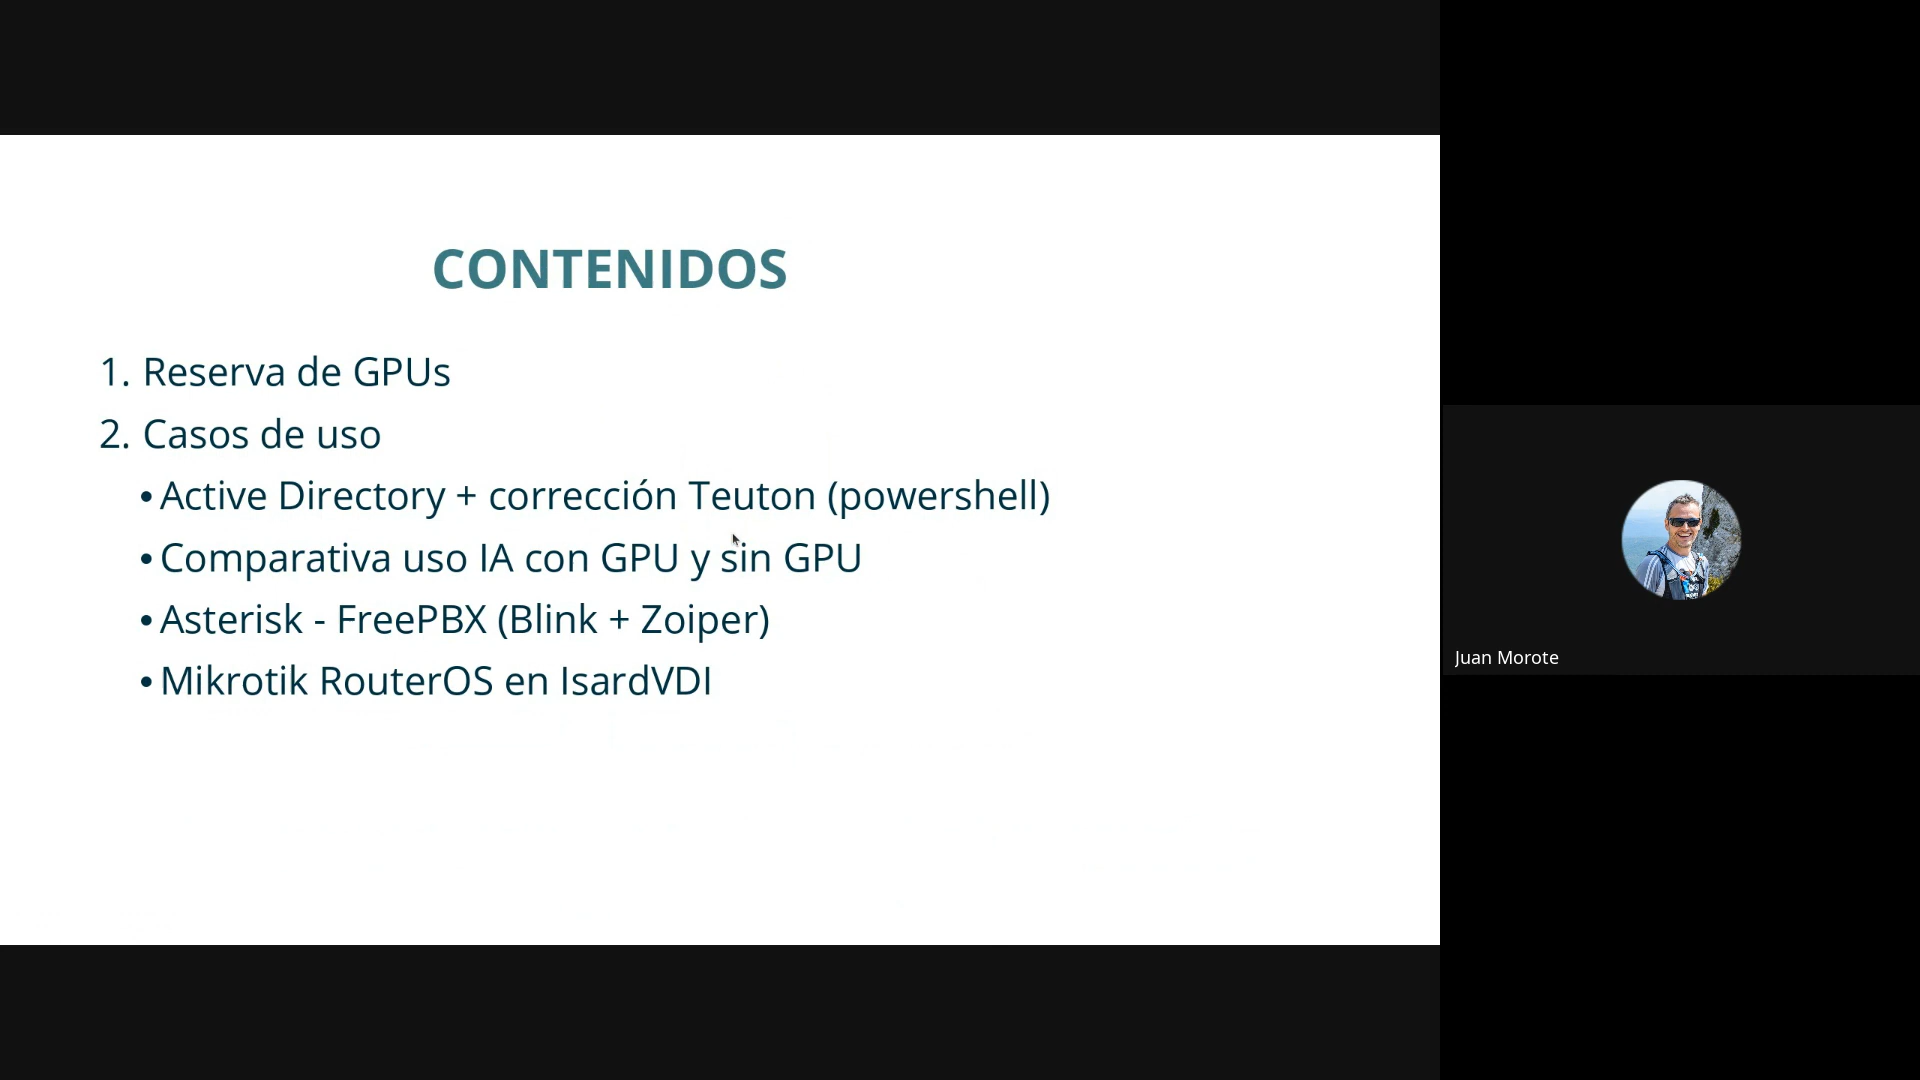 CONTENIDOS
1. Reserva de GPUs
2. Casos de uso
• Active Directory + corrección Teuton (powershell)
• Comparativa uso IA con GPU y sin GPU
• Asterisk - FreePBX (Blink + Zoiper)
• Mikrotik RouterOS en IsardVDI
Juan Morote